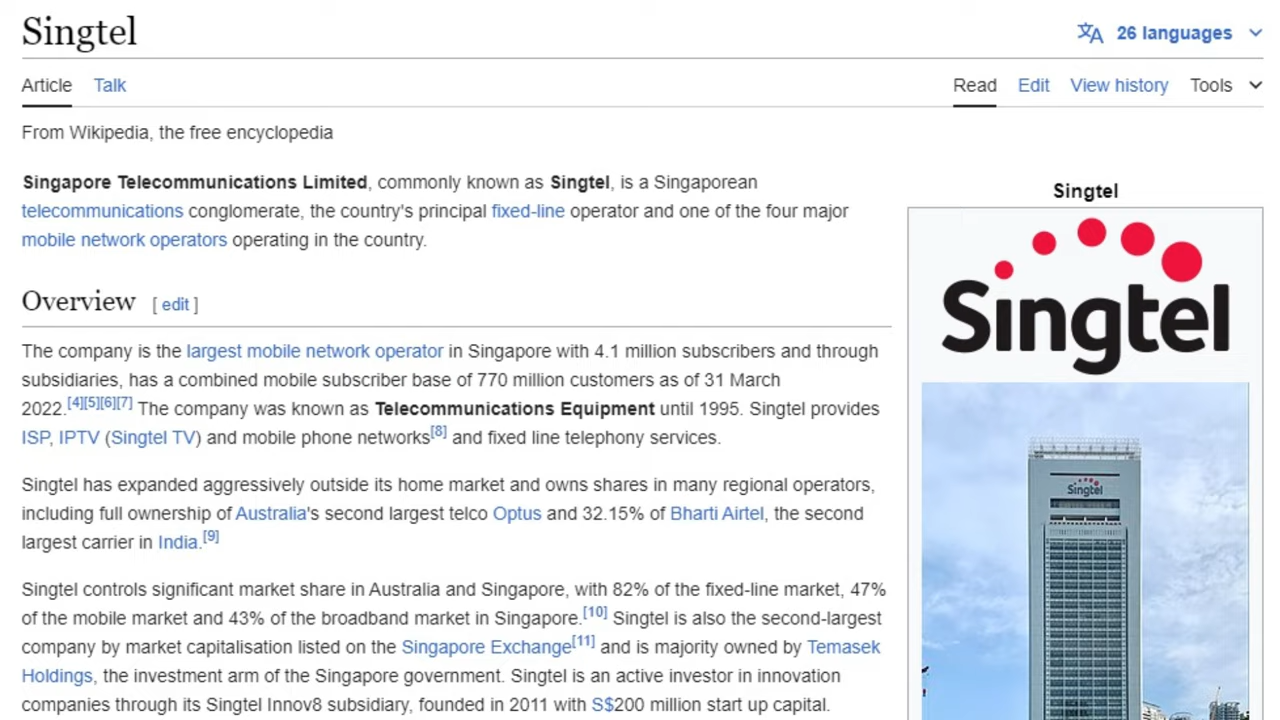 Singtel
26 languages
Article Talk
Read Edit View history Tools
From Wikipedia, the free encyclopedia
Singapore Telecommunications Limited, commonly known as Singtel, is a Singaporean
telecommunications conglomerate, the country's principal fixed-line operator and one of the four major
mobile network operators operating in the country.
Overview [ edit ]
The company is the largest mobile network operator in Singapore with 4.1 million subscribers and through
subsidiaries, has a combined mobile subscriber base of 770 million customers as of 31 March
2022.[4][5][6][7] The company was known as Telecommunications Equipment until 1995. Singtel provides
ISP, IPTV (Singtel TV) and mobile phone networks[8] and fixed line telephony services.
Singtel has expanded aggressively outside its home market and owns shares in many regional operators,
including full ownership of Australia's second largest telco Optus and 32.15% of Bharti Airtel, the second
largest carrier in India.[9]
Singtel controls significant market share in Australia and Singapore, with 82% of the fixed-line market, 47%
of the mobile market and 43% of the broadband market in Singapore.[10] Singtel is also the second-largest
company by market capitalisation listed on the Singapore Exchange[11] and is majority owned by Temasek
Holdings, the investment arm of the Singapore government. Singtel is an active investor in innovation
companies through its Singtel Innov8 subsidiary, founded in 2011 with S$200 million start up capital.
Singtel
Singtel
Singtel